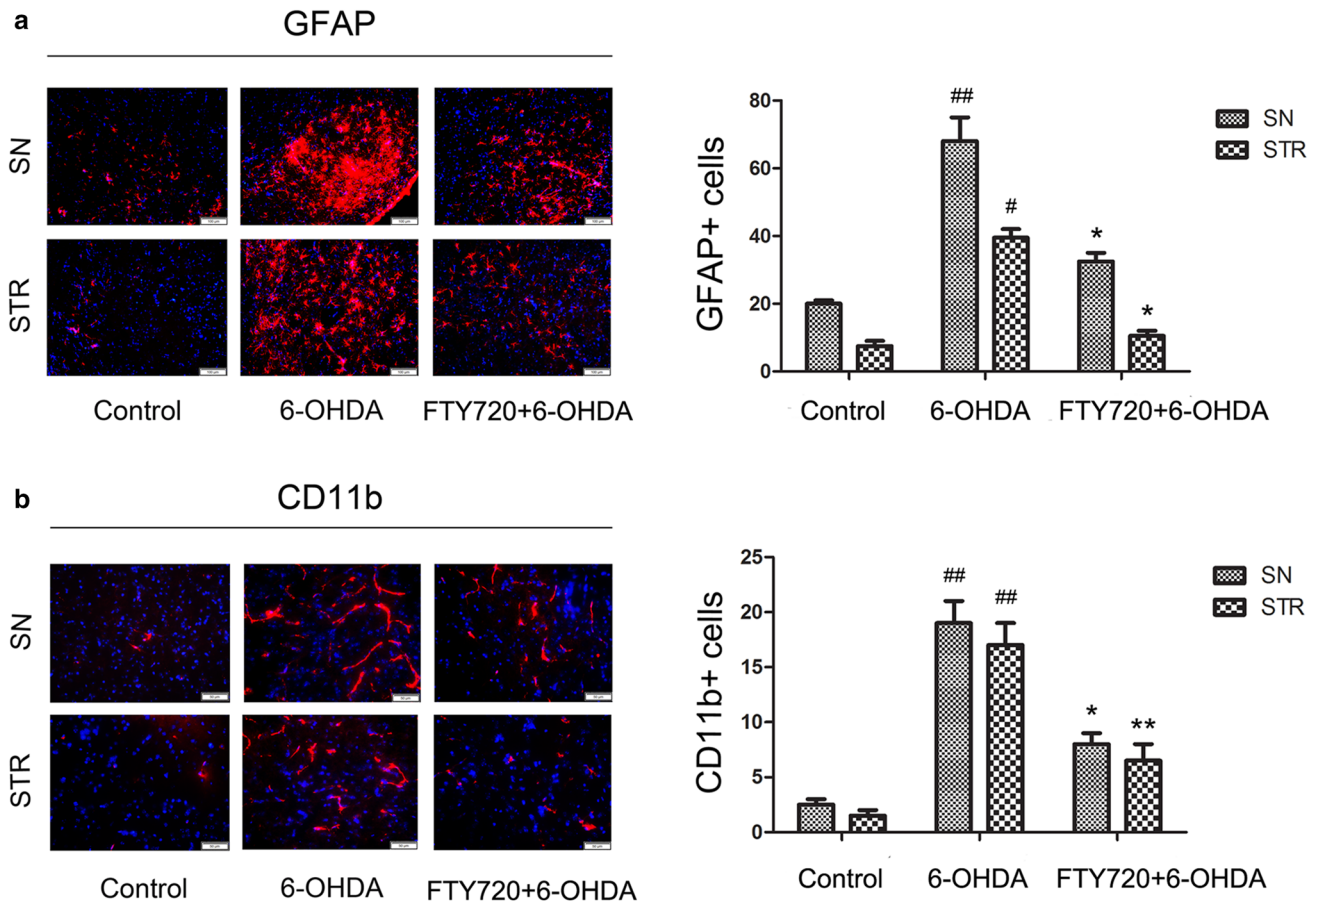 a
GFAP
SN
STR
Control 6-OHDA FTY720+6-OHDA
GFAP+ cells
80
60
40
20
0
##
#
*
*
SN
STR
Control 6-OHDA FTY720+6-OHDA
b
CD11b
SN
STR
Control 6-OHDA FTY720+6-OHDA
CD11b+ cells
25
20
15
10
5
0
##
##
*
**
SN
STR
Control 6-OHDA FTY720+6-OHDA